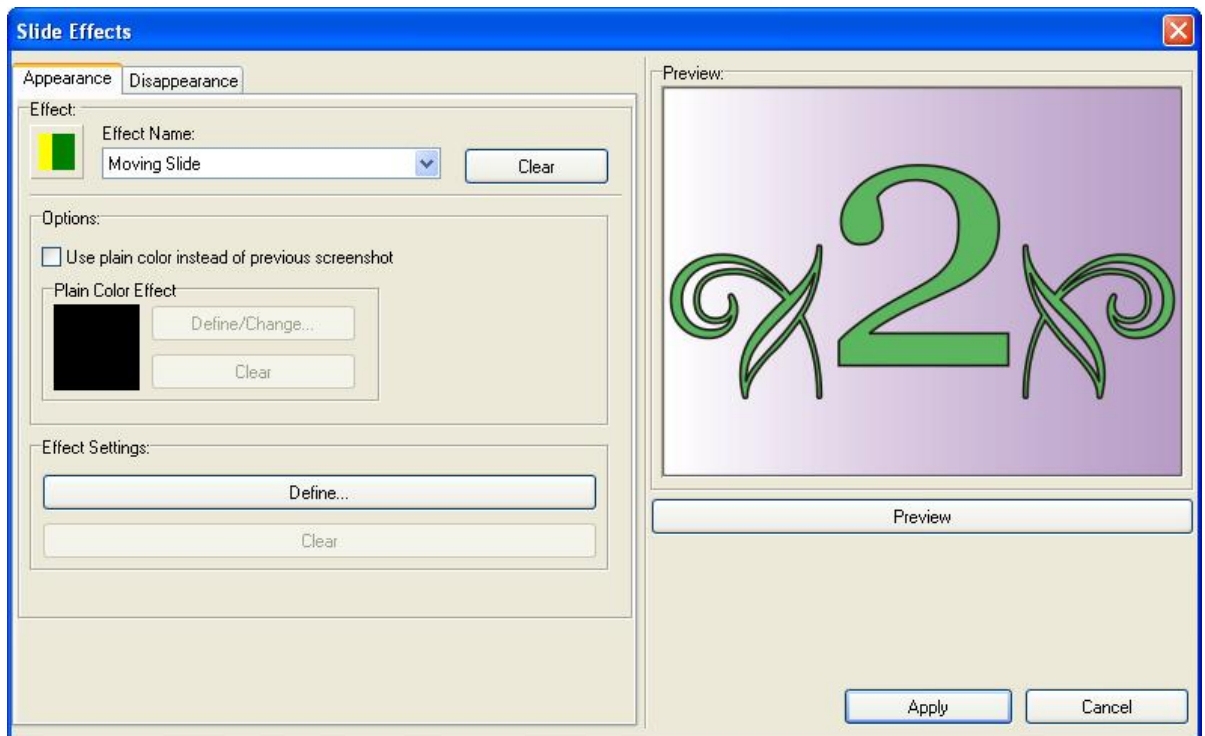 Slide Effects
Appearance
Disappearance
Effect:
Effect Name:
Moving Slide
Clear
Options:
Use plain color instead of previous screenshot
Plain Color Effect
Define/Change...
Clear
Effect Settings:
Define...
Clear
Preview:
2
Preview
Apply
Cancel